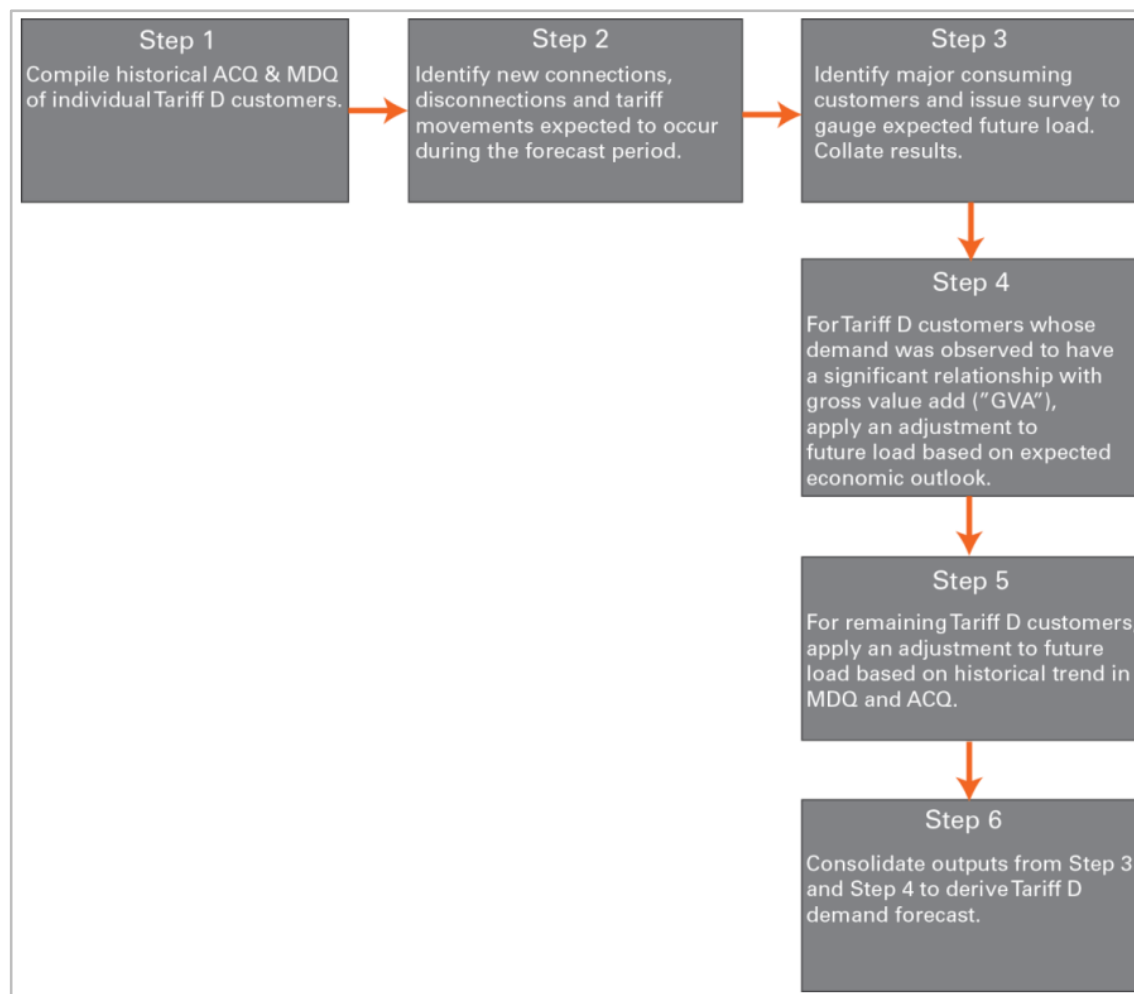 Step 1
Compile historical ACQ & MDQ
of individual Tariff D customers.
Step 2
Identify new connections,
disconnections and tariff
movements expected to occur
during the forecast period.
Step 3
Identify major consuming
customers and issue survey to
gauge expected future load.
Collate results.
Step 4
For Tariff D customers whose
demand was observed to have
a significant relationship with
gross value add ("GVA"),
apply an adjustment to
future load based on expected
economic outlook.
Step 5
For remaining Tariff D customers,
apply an adjustment to future
load based on historical trend in
MDQ and ACQ.
Step 6
Consolidate outputs from Step 3
and Step 4 to derive Tariff D
demand forecast.